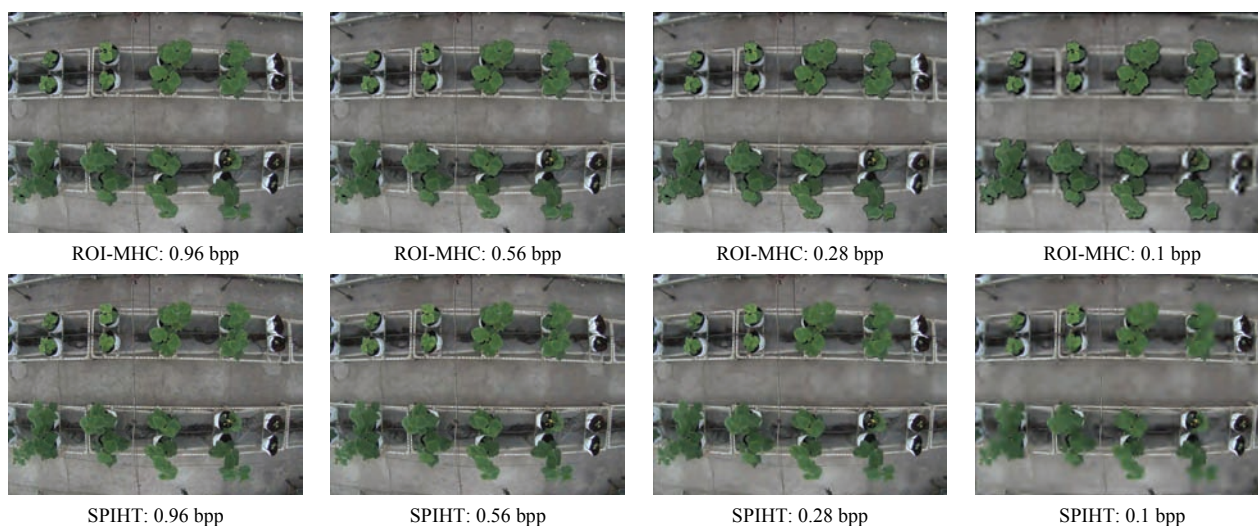 ROI-MHC: 0.96 bpp
ROI-MHC: 0.56 bpp
ROI-MHC: 0.28 bpp
ROI-MHC: 0.1 bpp
SPIHT: 0.96 bpp
SPIHT: 0.56 bpp
SPIHT: 0.28 bpp
SPIHT: 0.1 bpp